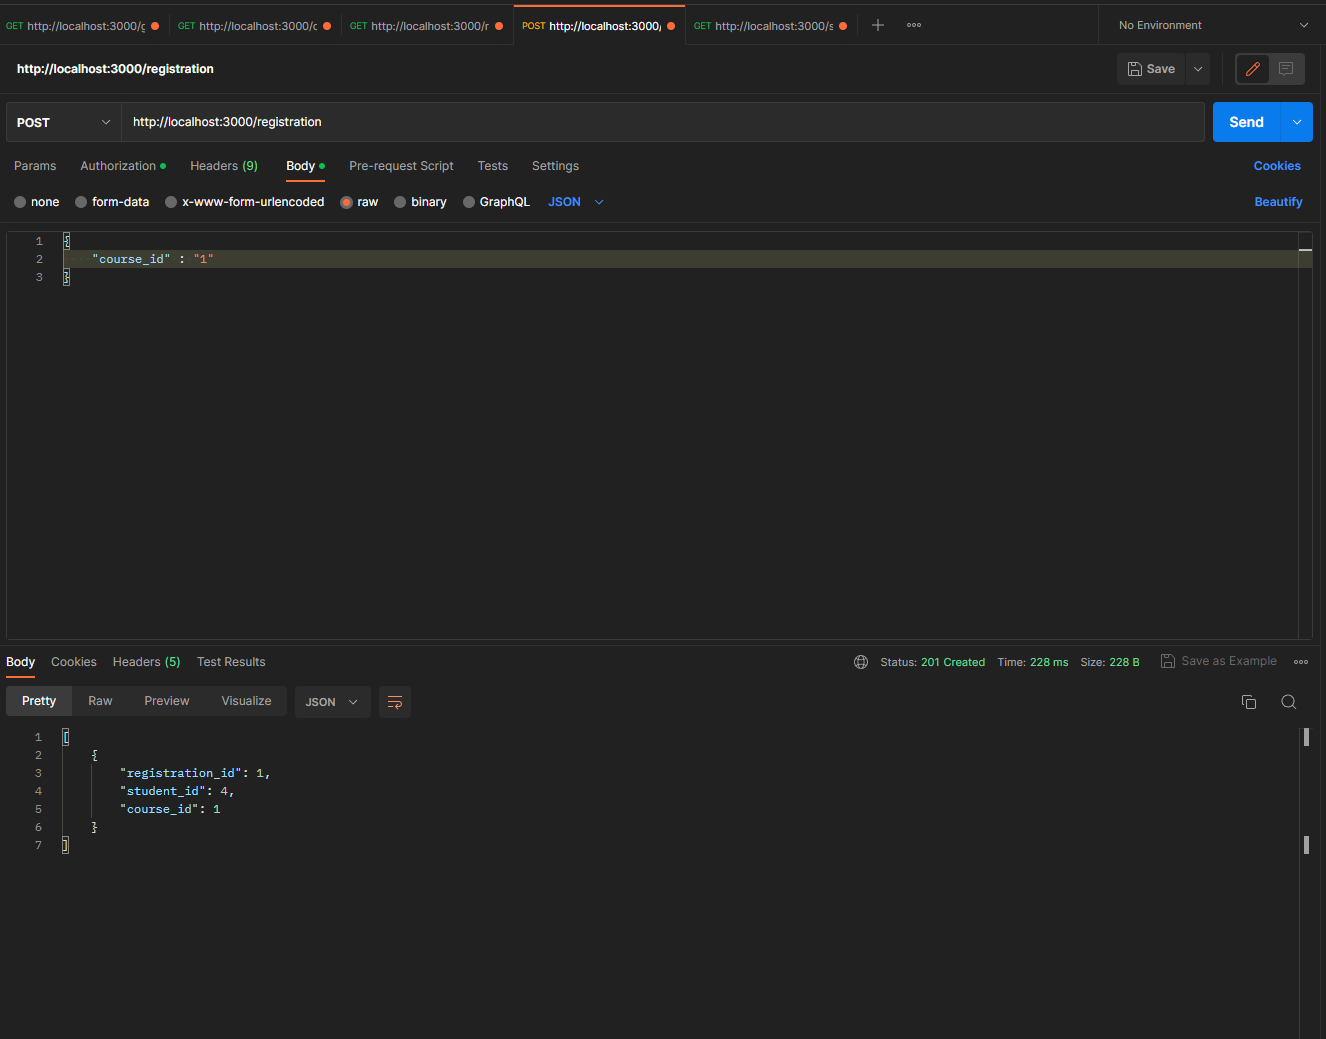 GET http://localhost:3000/g GET http://localhost:3000/c GET http://localhost:3000/r POST http://localhost:3000/ GET http://localhost:3000/s No Environment
http://localhost:3000/registration Save
POST http://localhost:3000/registration Send
Params Authorization Headers (9) Body Pre-request Script Tests Settings Cookies
none form-data x-www-form-urlencoded raw binary GraphQL JSON Beautify
1 {
2 "course_id" : "1"
3 }
Body Cookies Headers (5) Test Results Status: 201 Created Time: 228 ms Size: 228 B Save as Example
Pretty Raw Preview Visualize JSON
1 [
2 {
3 "registration_id": 1,
4 "student_id": 4,
5 "course_id": 1
6 }
7 ]